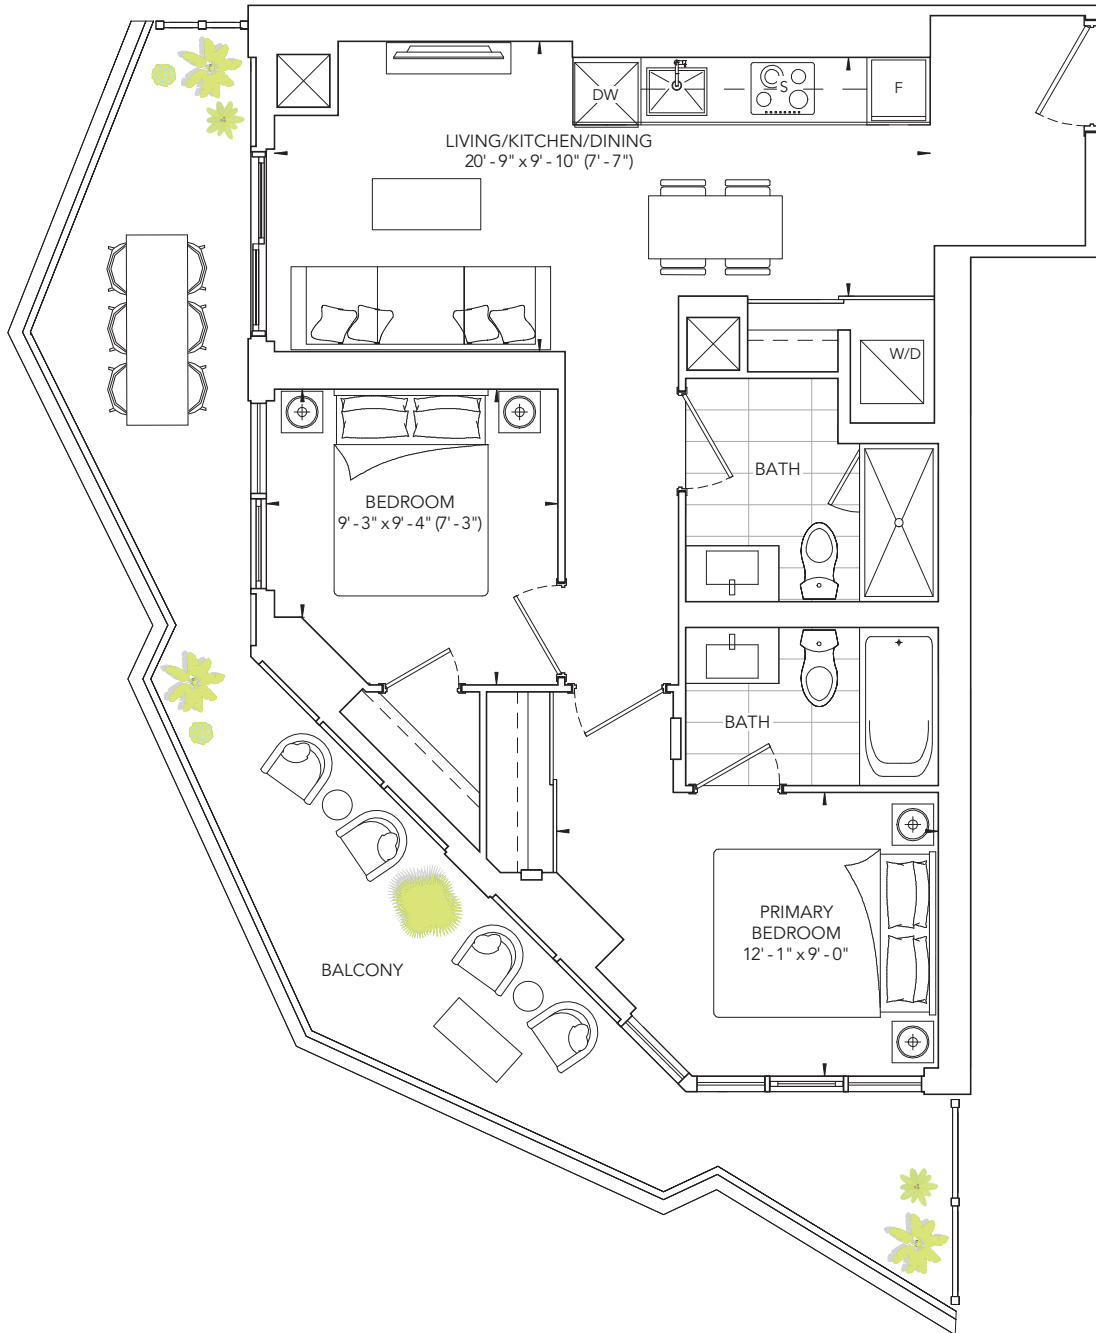 DW
S
F
LIVING/KITCHEN/DINING
20' - 9" x 9' - 10" (7' - 7")
W/D
BATH
BEDROOM
9' - 3" x 9' - 4" (7' - 3")
BATH
PRIMARY
BEDROOM
12' - 1" x 9' - 0"
BALCONY